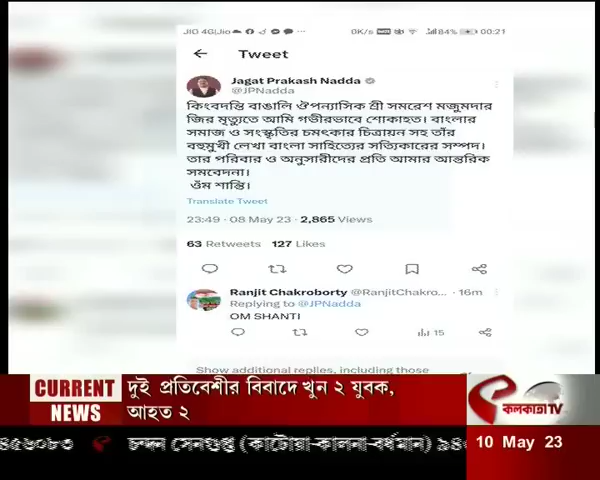 JIO 4G|Jio 0K/s 84% 00:21
Tweet
Jagat Prakash Nadda
@JPNadda
কিংবদন্তি বাঙালি ঔপন্যাসিক শ্রী সমরেশ মজুমদার
জির মৃত্যুতে আমি গভীরভাবে শোকাহত। বাংলার
সমাজ ও সংস্কৃতির চমৎকার চিত্রায়ন সহ তাঁর
বহুমুখী লেখা বাংলা সাহিত্যের সত্যিকারের সম্পদ।
তার পরিবার ও অনুসারীদের প্রতি আমার আন্তরিক
সমবেদনা।
ওঁম শান্তি।
Translate Tweet
23:49 · 08 May 23 · 2,865 Views
63 Retweets 127 Likes
Ranjit Chakroborty @RanjitChakro... · 16m
Replying to @JPNadda
OM SHANTI
15
Show additional replies, including those
CURRENT NEWS
দুই প্রতিবেশীর বিবাদে খুন ২ যুবক,
আহত ২
কলকাতা TV
৪৫৬০৮৩ চন্দন সেনগুপ্ত (কাটোয়া-কালনা-বর্ধমান) ৯৪
10 May 23